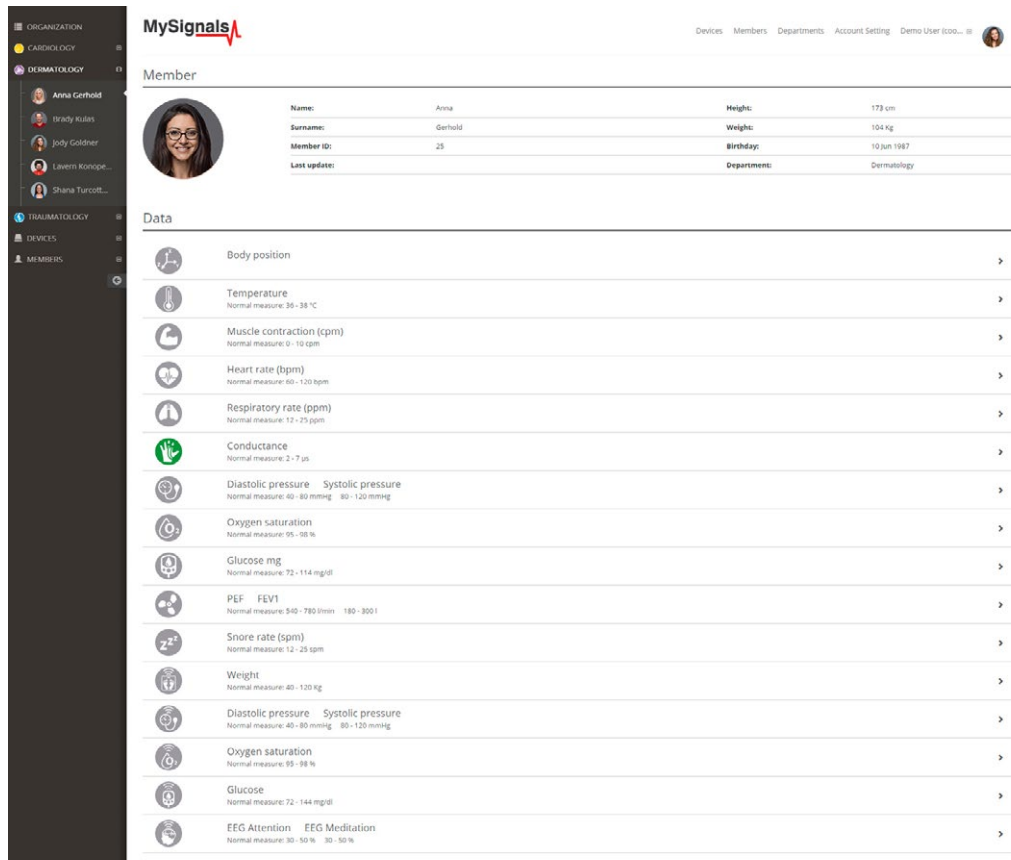 ORGANIZATION
CARDIOLOGY
DERMATOLOGY
Anna Gerhold
Brady Kulas
Jody Goldner
Lavern Konope...
Shana Turcott...
TRAUMATOLOGY
DEVICES
MEMBERS
MySignals
Devices Members Departments Account Setting Demo User (coo...
Member
Name: Anna Height: 173 cm
Surname: Gerhold Weight: 104 Kg
Member ID: 25 Birthday: 10 Jun 1987
Last update: Department: Dermatology
Data
Body position
Temperature
Normal measure: 36 - 38 °C
Muscle contraction (cpm)
Normal measure: 0 - 10 cpm
Heart rate (bpm)
Normal measure: 60 - 120 bpm
Respiratory rate (ppm)
Normal measure: 12 - 25 ppm
Conductance
Normal measure: 2 - 7 µs
Diastolic pressure Systolic pressure
Normal measure: 40 - 80 mmHg 80 - 120 mmHg
Oxygen saturation
Normal measure: 95 - 98 %
Glucose mg
Normal measure: 72 - 114 mg/dl
PEF FEV1
Normal measure: 540 - 780 l/min 180 - 300 l
Snore rate (spm)
Normal measure: 12 - 25 spm
Weight
Normal measure: 40 - 120 Kg
Diastolic pressure Systolic pressure
Normal measure: 40 - 80 mmHg 80 - 120 mmHg
Oxygen saturation
Normal measure: 95 - 98 %
Glucose
Normal measure: 72 - 144 mg/dl
EEG Attention EEG Meditation
Normal measure: 30 - 50 % 30 - 50 %